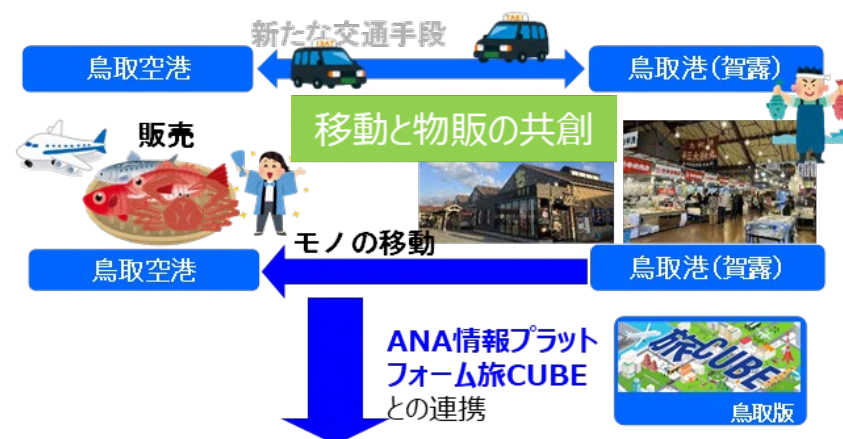 新たな交通手段
TAXI
TAXI
鳥取空港
鳥取港(賀露)
移動と物販の共創
販売
モノの移動
鳥取空港
鳥取港(賀露)
ANA情報プラット
フォーム旅CUBE
との連携
旅CUBE
鳥取版